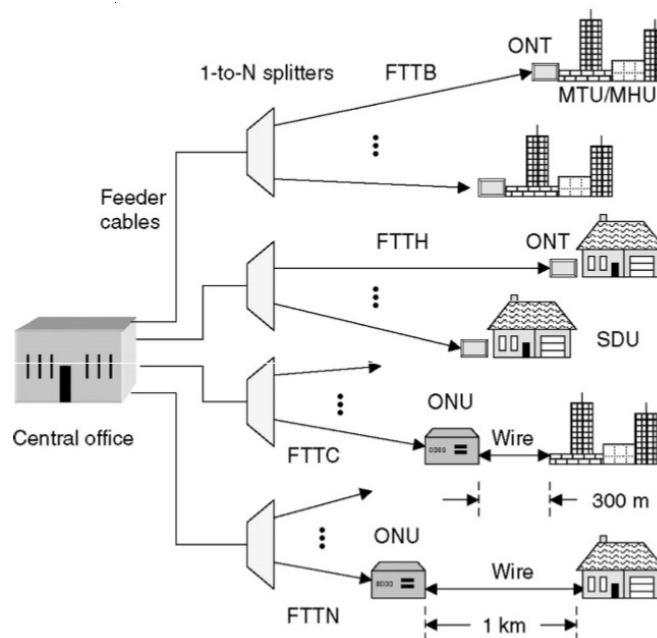 ONT
1-to-N splitters
FTTB
MTU/MHU
Feeder
cables
FTTH
ONT
SDU
ONU
Wire
Central office
FTTC
300 m
ONU
Wire
FTTN
1 km